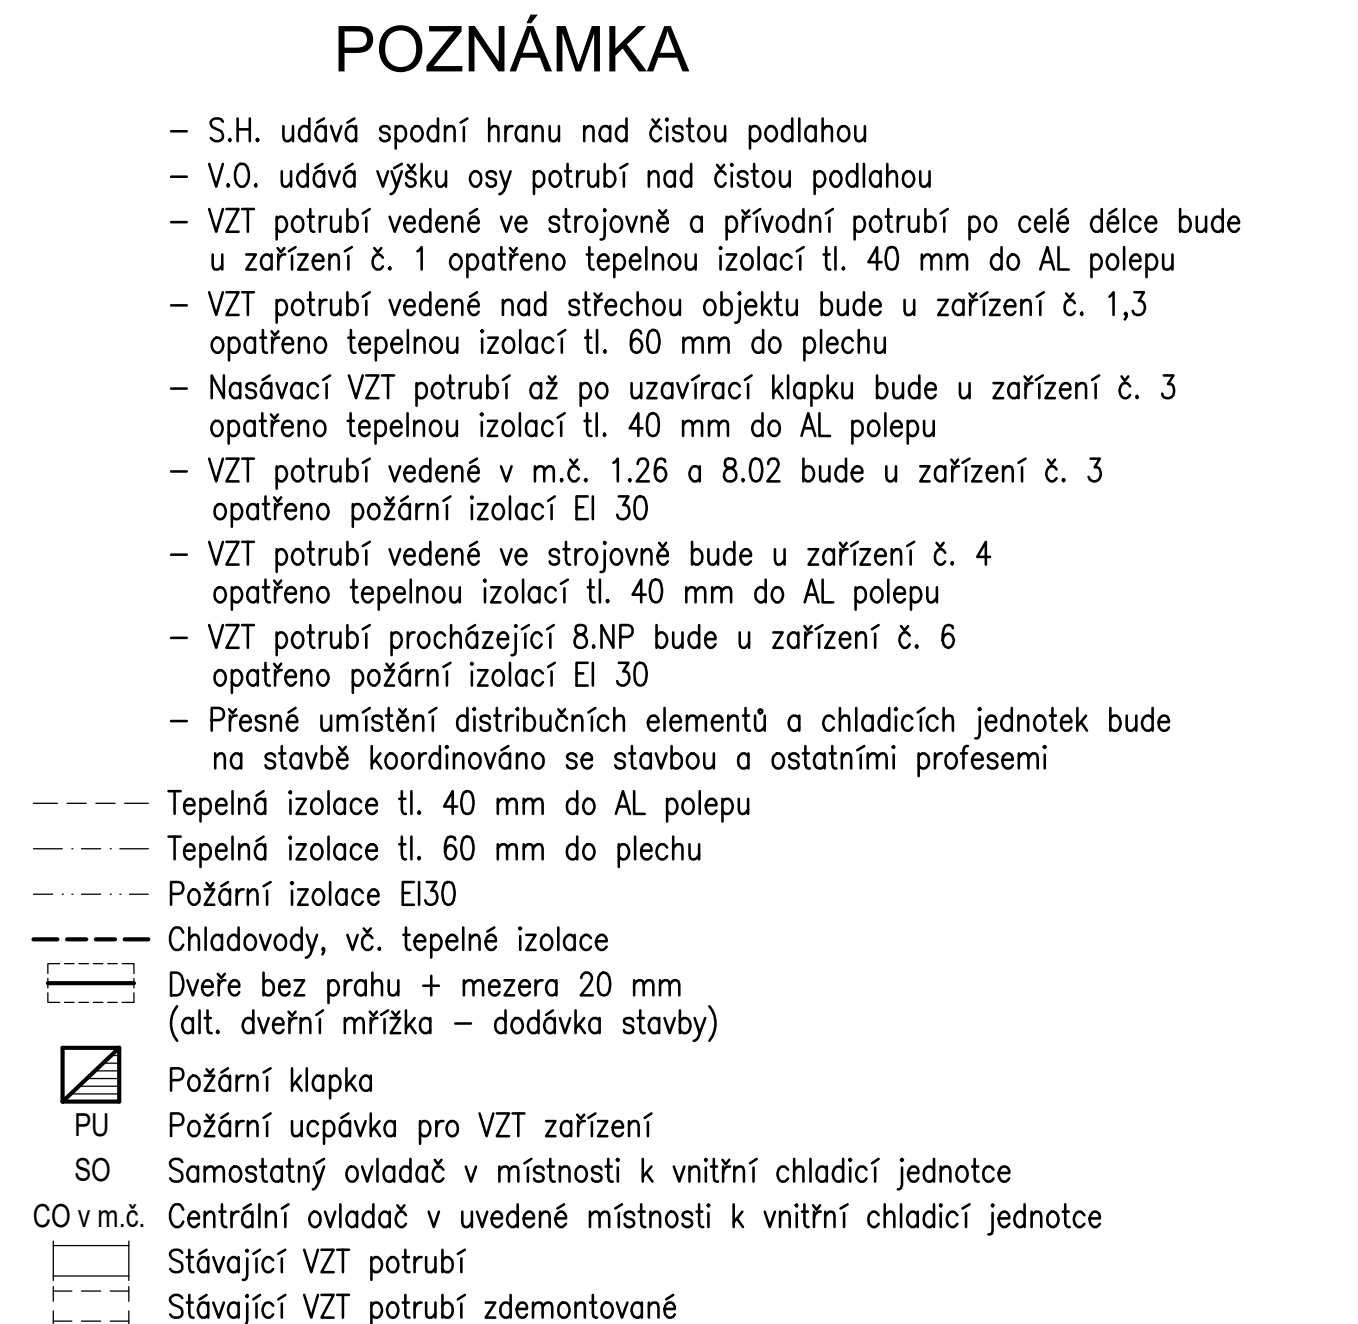 POZNÁMKA
– S.H. udává spodní hranu nad čistou podlahou
– V.O. udává výšku osy potrubí nad čistou podlahou
– VZT potrubí vedené ve strojovně a přívodní potrubí po celé délce bude
u zařízení č. 1 opatřeno tepelnou izolací tl. 40 mm do AL polepu
– VZT potrubí vedené nad střechou objektu bude u zařízení č. 1,3
opatřeno tepelnou izolací tl. 60 mm do plechu
– Nasávací VZT potrubí až po uzavírací klapku bude u zařízení č. 3
opatřeno tepelnou izolací tl. 40 mm do AL polepu
– VZT potrubí vedené v m.č. 1.26 a 8.02 bude u zařízení č. 3
opatřeno požární izolací EI 30
– VZT potrubí vedené ve strojovně bude u zařízení č. 4
opatřeno tepelnou izolací tl. 40 mm do AL polepu
– VZT potrubí procházející 8.NP bude u zařízení č. 6
opatřeno požární izolací EI 30
– Přesné umístění distribučních elementů a chladicích jednotek bude
na stavbě koordinováno se stavbou a ostatními profesemi
Tepelná izolace tl. 40 mm do AL polepu
Tepelná izolace tl. 60 mm do plechu
Požární izolace EI30
Chladovody, vč. tepelné izolace
Dveře bez prahu + mezera 20 mm
(alt. dveřní mřížka – dodávka stavby)
Požární klapka
PU Požární ucpávka pro VZT zařízení
SO Samostatný ovladač v místnosti k vnitřní chladicí jednotce
CO v m.č. Centrální ovladač v uvedené místnosti k vnitřní chladicí jednotce
Stávající VZT potrubí
Stávající VZT potrubí zdemontované